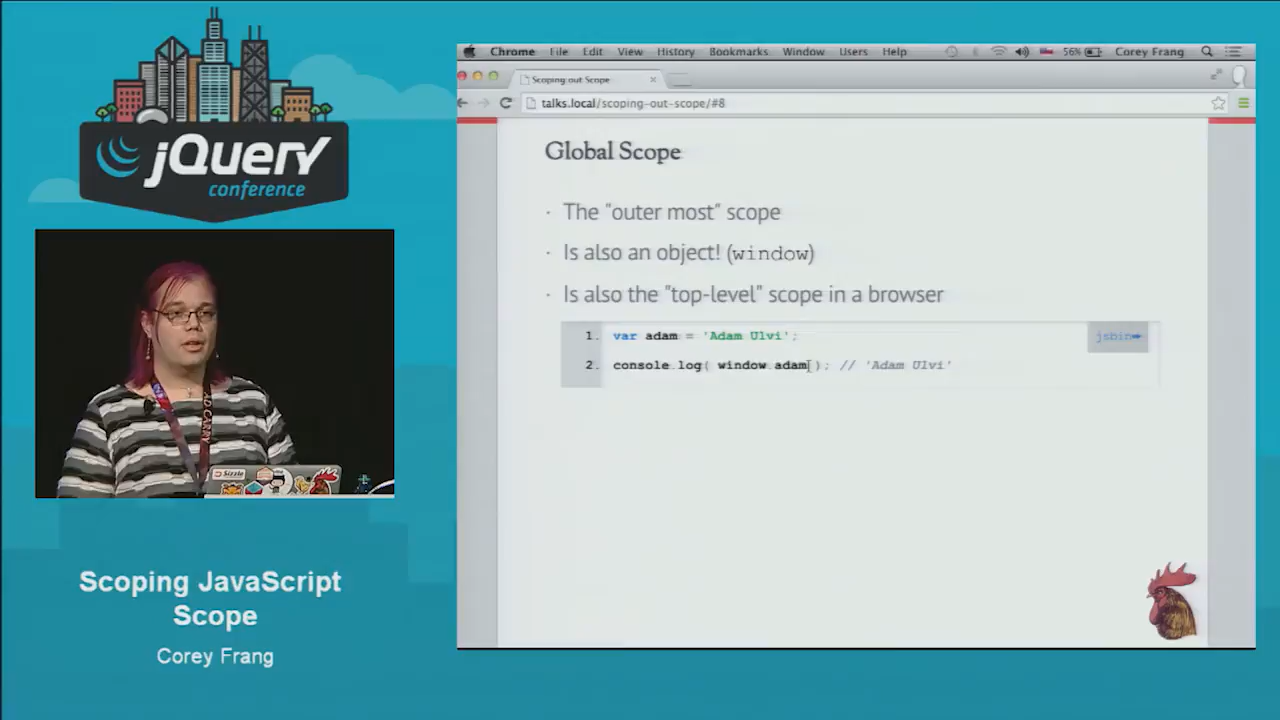 jQuery
conference
Scoping JavaScript
Scope
Corey Frang
Chrome File Edit View History Bookmarks Window Users Help 56% Corey Frang
Scoping out Scope
talks.local/scoping-out-scope/#8
Global Scope
· The "outer most" scope
· Is also an object! (window)
· Is also the "top-level" scope in a browser
1. var adam = 'Adam Ulvi';
jsbin
2. console.log( window.adam ); // 'Adam Ulvi'
Sizzle
AD CARRY